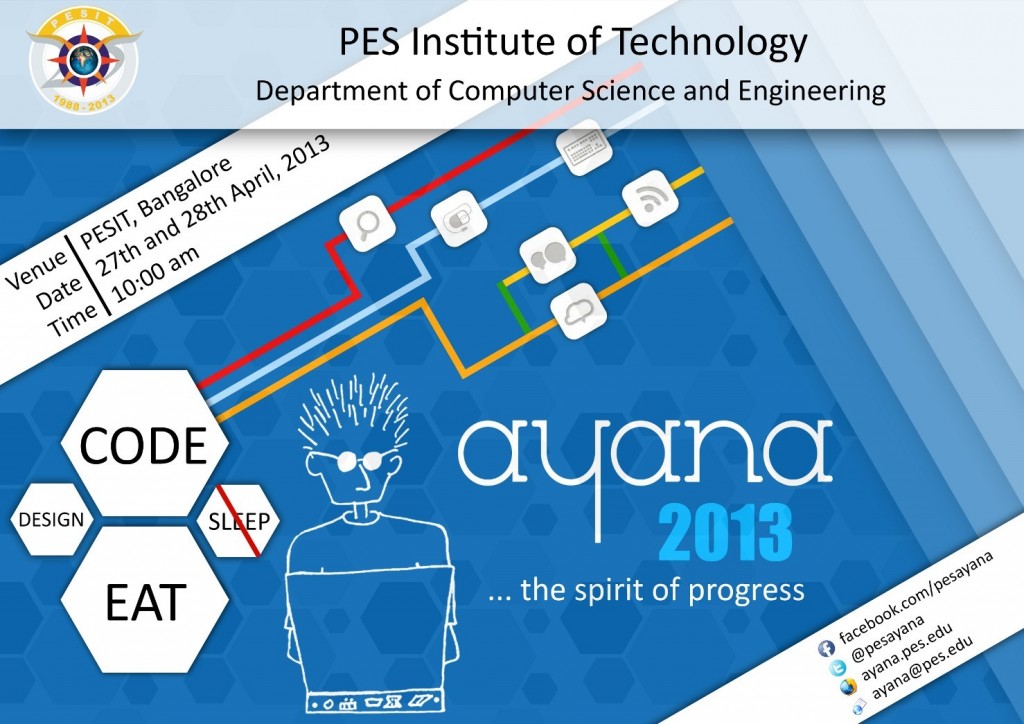 PESIT
1988 - 2013
PES Institute of Technology
Department of Computer Science and Engineering
Venue PESIT, Bangalore
Date 27th and 28th April, 2013
Time 10:00 am
CODE
DESIGN
SLEEP
EAT
ayana
2013
... the spirit of progress
facebook.com/pesayana
@pesayana
ayana.pes.edu
ayana@pes.edu